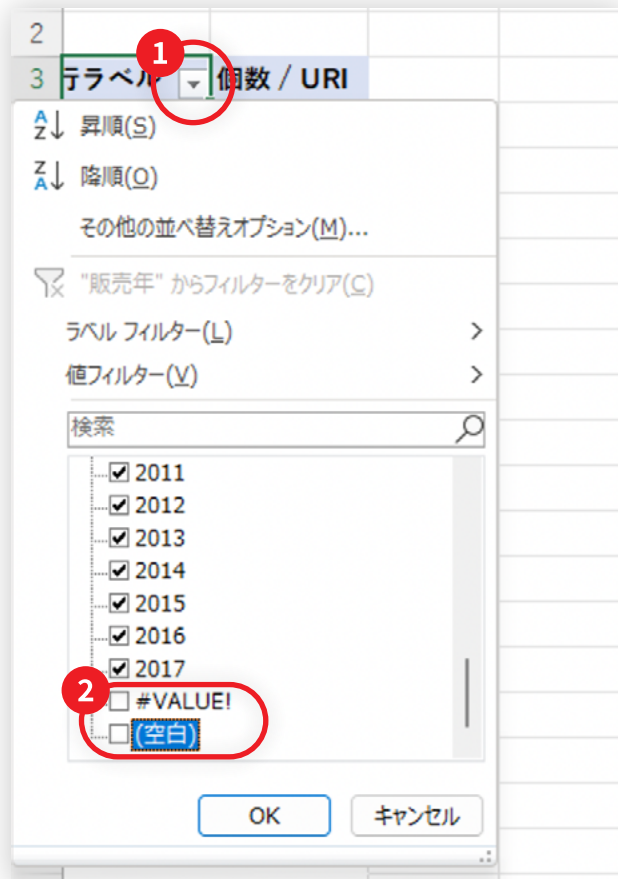 2
1
3 行ラベル 個数 / URI
昇順(S)
降順(O)
その他の並べ替えオプション(M)...
"販売年" からフィルターをクリア(C)
ラベル フィルター(L)
値フィルター(V)
検索
2011
2012
2013
2014
2015
2016
2017
2
#VALUE!
(空白)
OK キャンセル